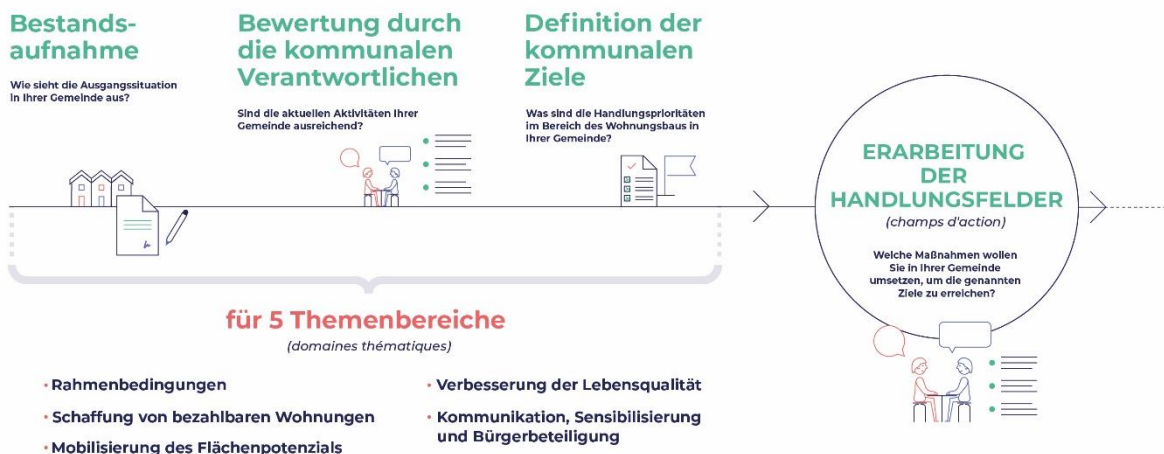 Bestands-
aufnahme
Wie sieht die Ausgangssituation
in Ihrer Gemeinde aus?
Bewertung durch
die kommunalen
Verantwortlichen
Sind die aktuellen Aktivitäten Ihrer
Gemeinde ausreichend?
Definition der
kommunalen
Ziele
Was sind die Handlungsprioritäten
im Bereich des Wohnungsbaus in
Ihrer Gemeinde?
ERARBEITUNG
DER
HANDLUNGSFELDER
(champs d'action)
Welche Maßnahmen wollen
Sie in Ihrer Gemeinde
umsetzen, um die genannten
Ziele zu erreichen?
für 5 Themenbereiche
(domaines thématiques)
• Rahmenbedingungen
• Schaffung von bezahlbaren Wohnungen
• Mobilisierung des Flächenpotenzials
• Verbesserung der Lebensqualität
• Kommunikation, Sensibilisierung
und Bürgerbeteiligung